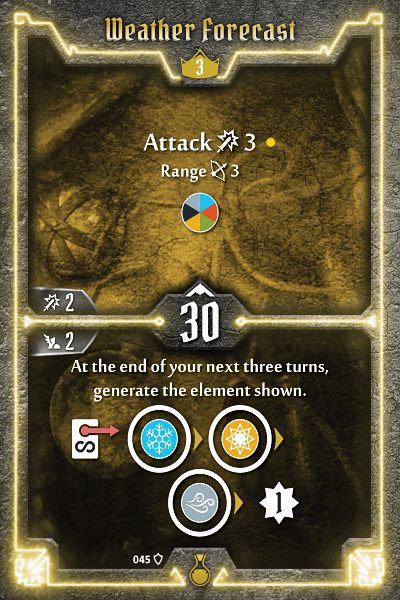 Weather Forecast
3
Attack 3
Range 3
2
30
2
At the end of your next three turns,
generate the element shown.
1
045